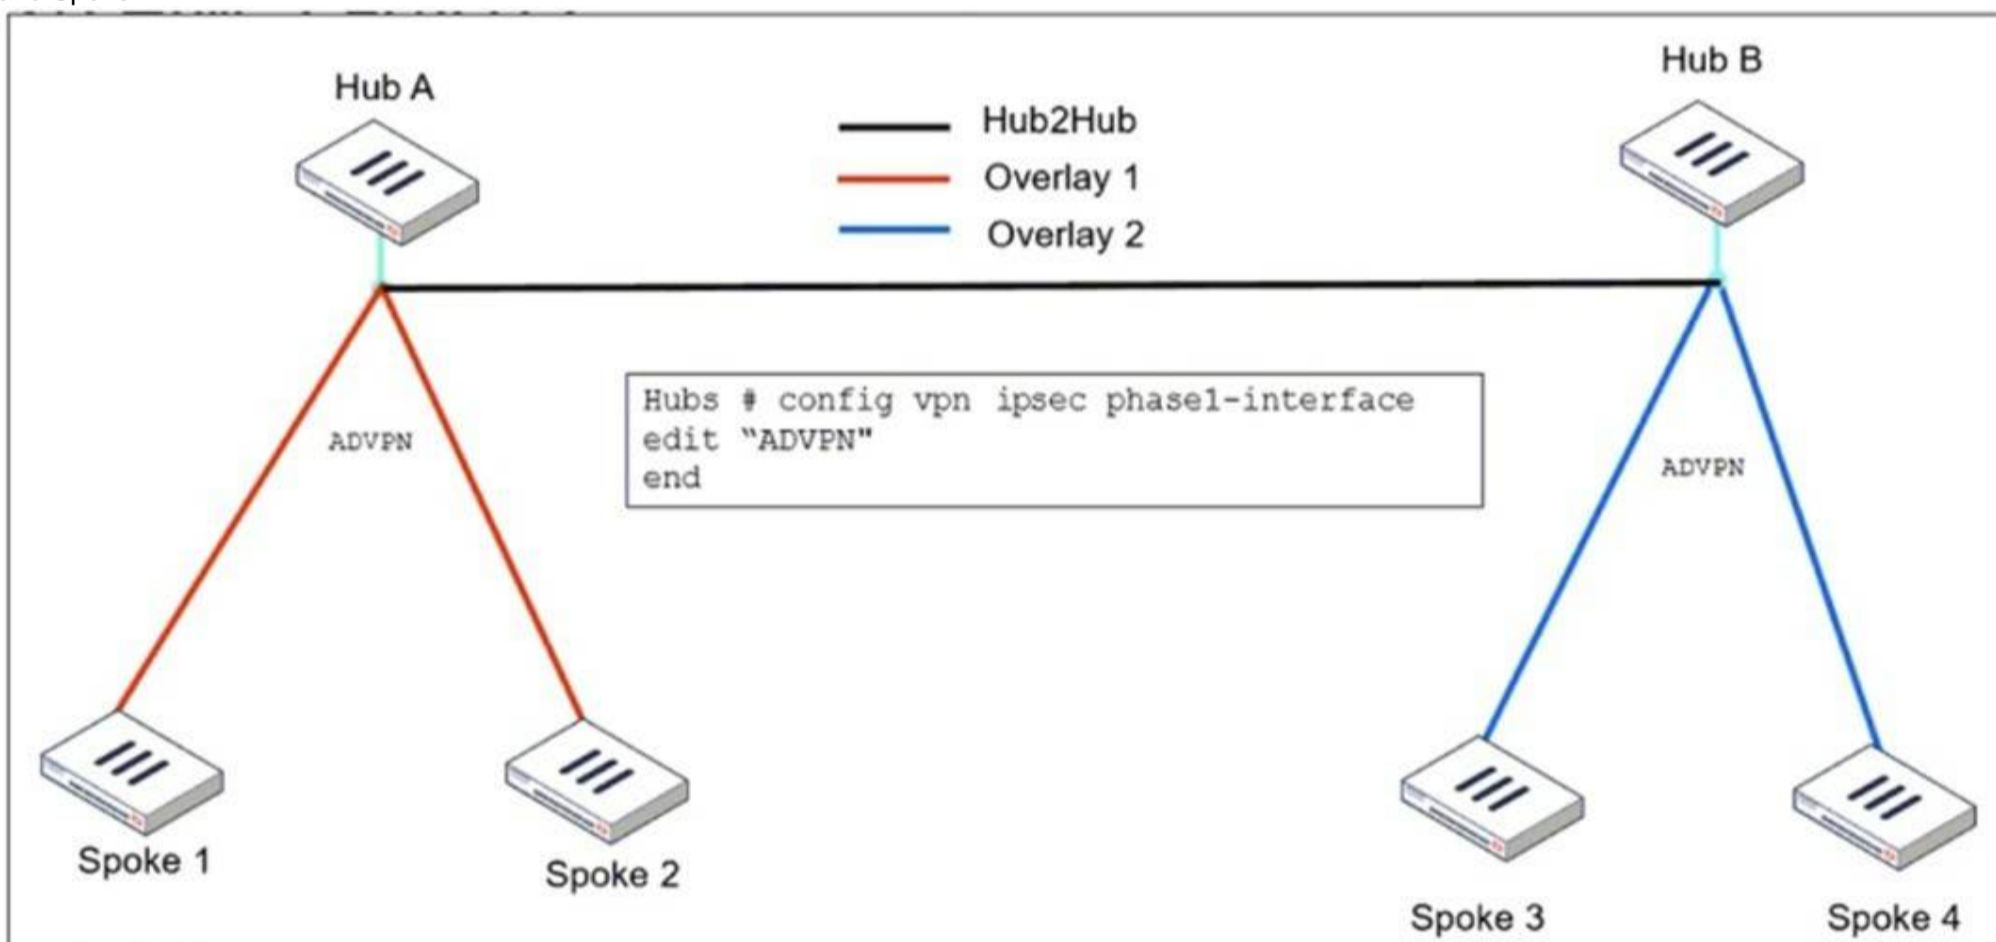 Hub A
Hub B
Hub2Hub
Overlay 1
Overlay 2
Hubs # config vpn ipsec phase1-interface
edit “ADVPN"
end
ADVPN
ADVPN
Spoke 1
Spoke 2
Spoke 3
Spoke 4